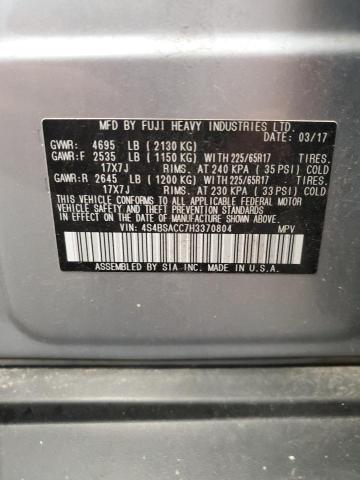 MFD BY FUJI HEAVY INDUSTRIES LTD.
DATE: 03/17
GVWR: 4695 LB ( 2130 KG)
GAWR:F 2535 LB ( 1150 KG) WITH 225/65R17 TIRES.
17X7J RIMS. AT 240 KPA ( 35 PSI) COLD
GAWR:R 2645 LB ( 1200 KG) WITH 225/65R17 TIRES.
17X7J RIMS. AT 230 KPA ( 33 PSI) COLD
THIS VEHICLE CONFORMS TO ALL APPLICABLE FEDERAL MOTOR
VEHICLE SAFETY, BUMPER, AND THEFT PREVENTION STANDARDS
IN EFFECT ON THE DATE OF MANUFACTURE SHOWN ABOVE.
VIN: 4S4BSACC7H3370804 MPV
ASSEMBLED BY SIA INC. MADE IN U.S.A.